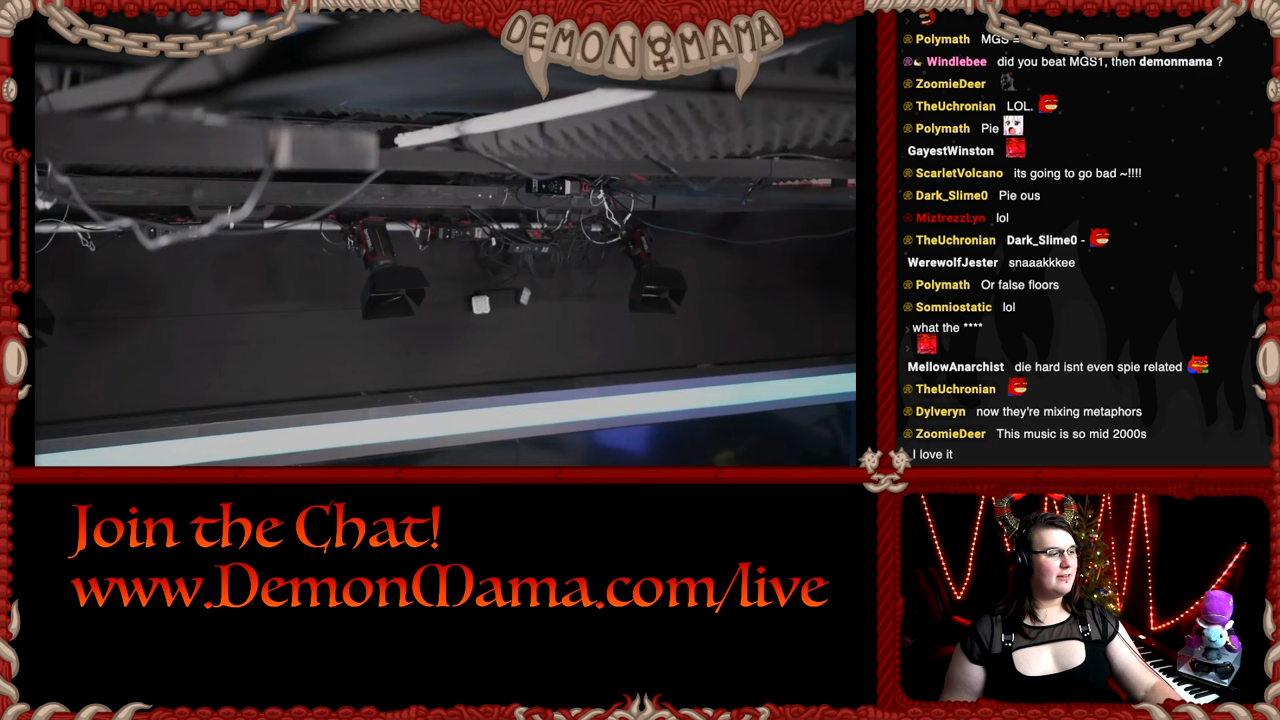 DEMON MAMA
Polymath MGS =
Windlebee did you beat MGS1, then demonmama ?
ZoomieDeer
TheUchronian LOL.
Polymath Pie
GayestWinston
ScarletVolcano its going to go bad ~!!!!
Dark_Slime0 Pie ous
MiztrezzLyn lol
TheUchronian Dark_Slime0 -
WerewolfJester snaaakkkee
Polymath Or false floors
Somniostatic lol
what the ****
MellowAnarchist die hard isnt even spie related
TheUchronian
Dylveryn now they're mixing metaphors
ZoomieDeer This music is so mid 2000s
I love it
Join the Chat!
www.DemonMama.com/live